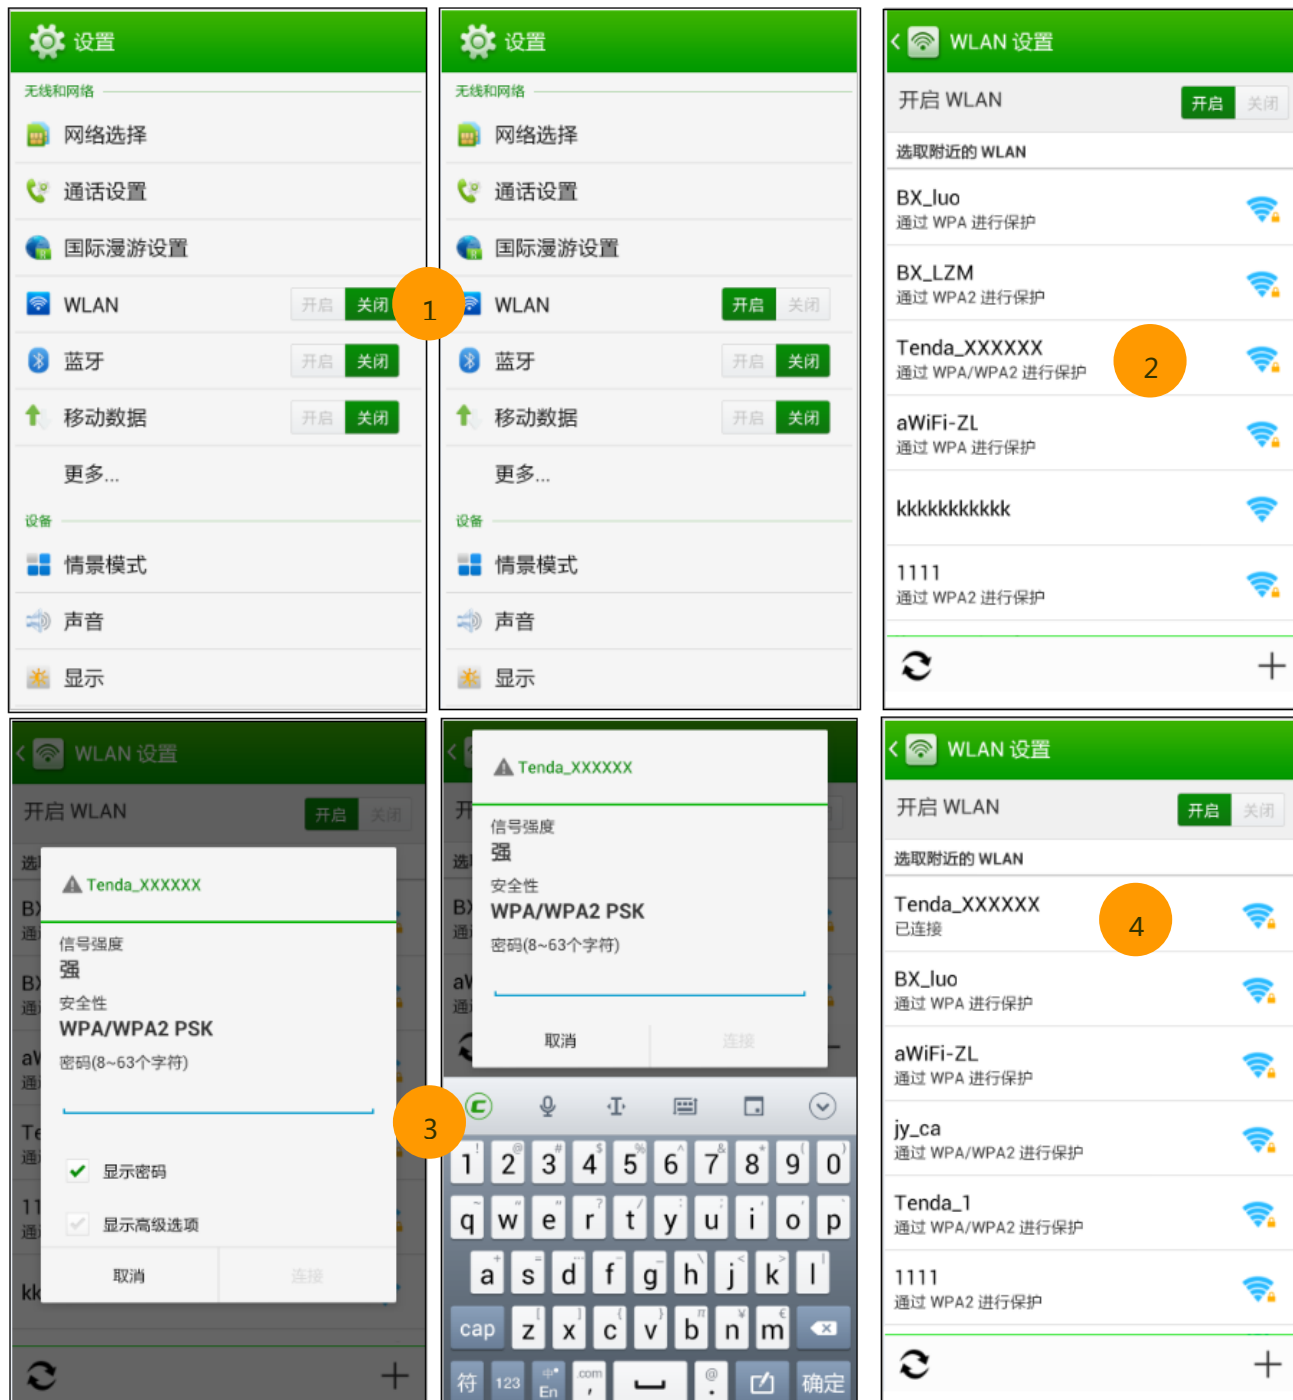 设置
无线和网络
网络选择
通话设置
国际漫游设置
WLAN 开启 关闭
蓝牙 开启 关闭
移动数据 开启 关闭
更多...
设备
情景模式
声音
显示
1
设置
无线和网络
网络选择
通话设置
国际漫游设置
WLAN 开启 关闭
蓝牙 开启 关闭
移动数据 开启 关闭
更多...
设备
情景模式
声音
显示
WLAN 设置
开启 WLAN 开启 关闭
选取附近的 WLAN
BX_luo
通过 WPA 进行保护
BX_LZM
通过 WPA2 进行保护
Tenda_XXXXXX
通过 WPA/WPA2 进行保护
2
aWiFi-ZL
通过 WPA 进行保护
kkkkkkkkkkk
1111
通过 WPA2 进行保护
WLAN 设置
开启 WLAN 开启 关闭
Tenda_XXXXXX
信号强度
强
安全性
WPA/WPA2 PSK
密码(8~63个字符)
显示密码
显示高级选项
取消 连接
kk
3
Tenda_XXXXXX
信号强度
强
安全性
WPA/WPA2 PSK
密码(8~63个字符)
取消 连接
1 2 3 4 5 6 7 8 9 0
q w e r t y u i o p
a s d f g h j k l
cap z x c v b n m
符 123 中 En .com , @ . 确定
WLAN 设置
开启 WLAN 开启 关闭
选取附近的 WLAN
Tenda_XXXXXX
已连接
4
BX_luo
通过 WPA 进行保护
aWiFi-ZL
通过 WPA 进行保护
jy_ca
通过 WPA/WPA2 进行保护
Tenda_1
通过 WPA/WPA2 进行保护
1111
通过 WPA2 进行保护